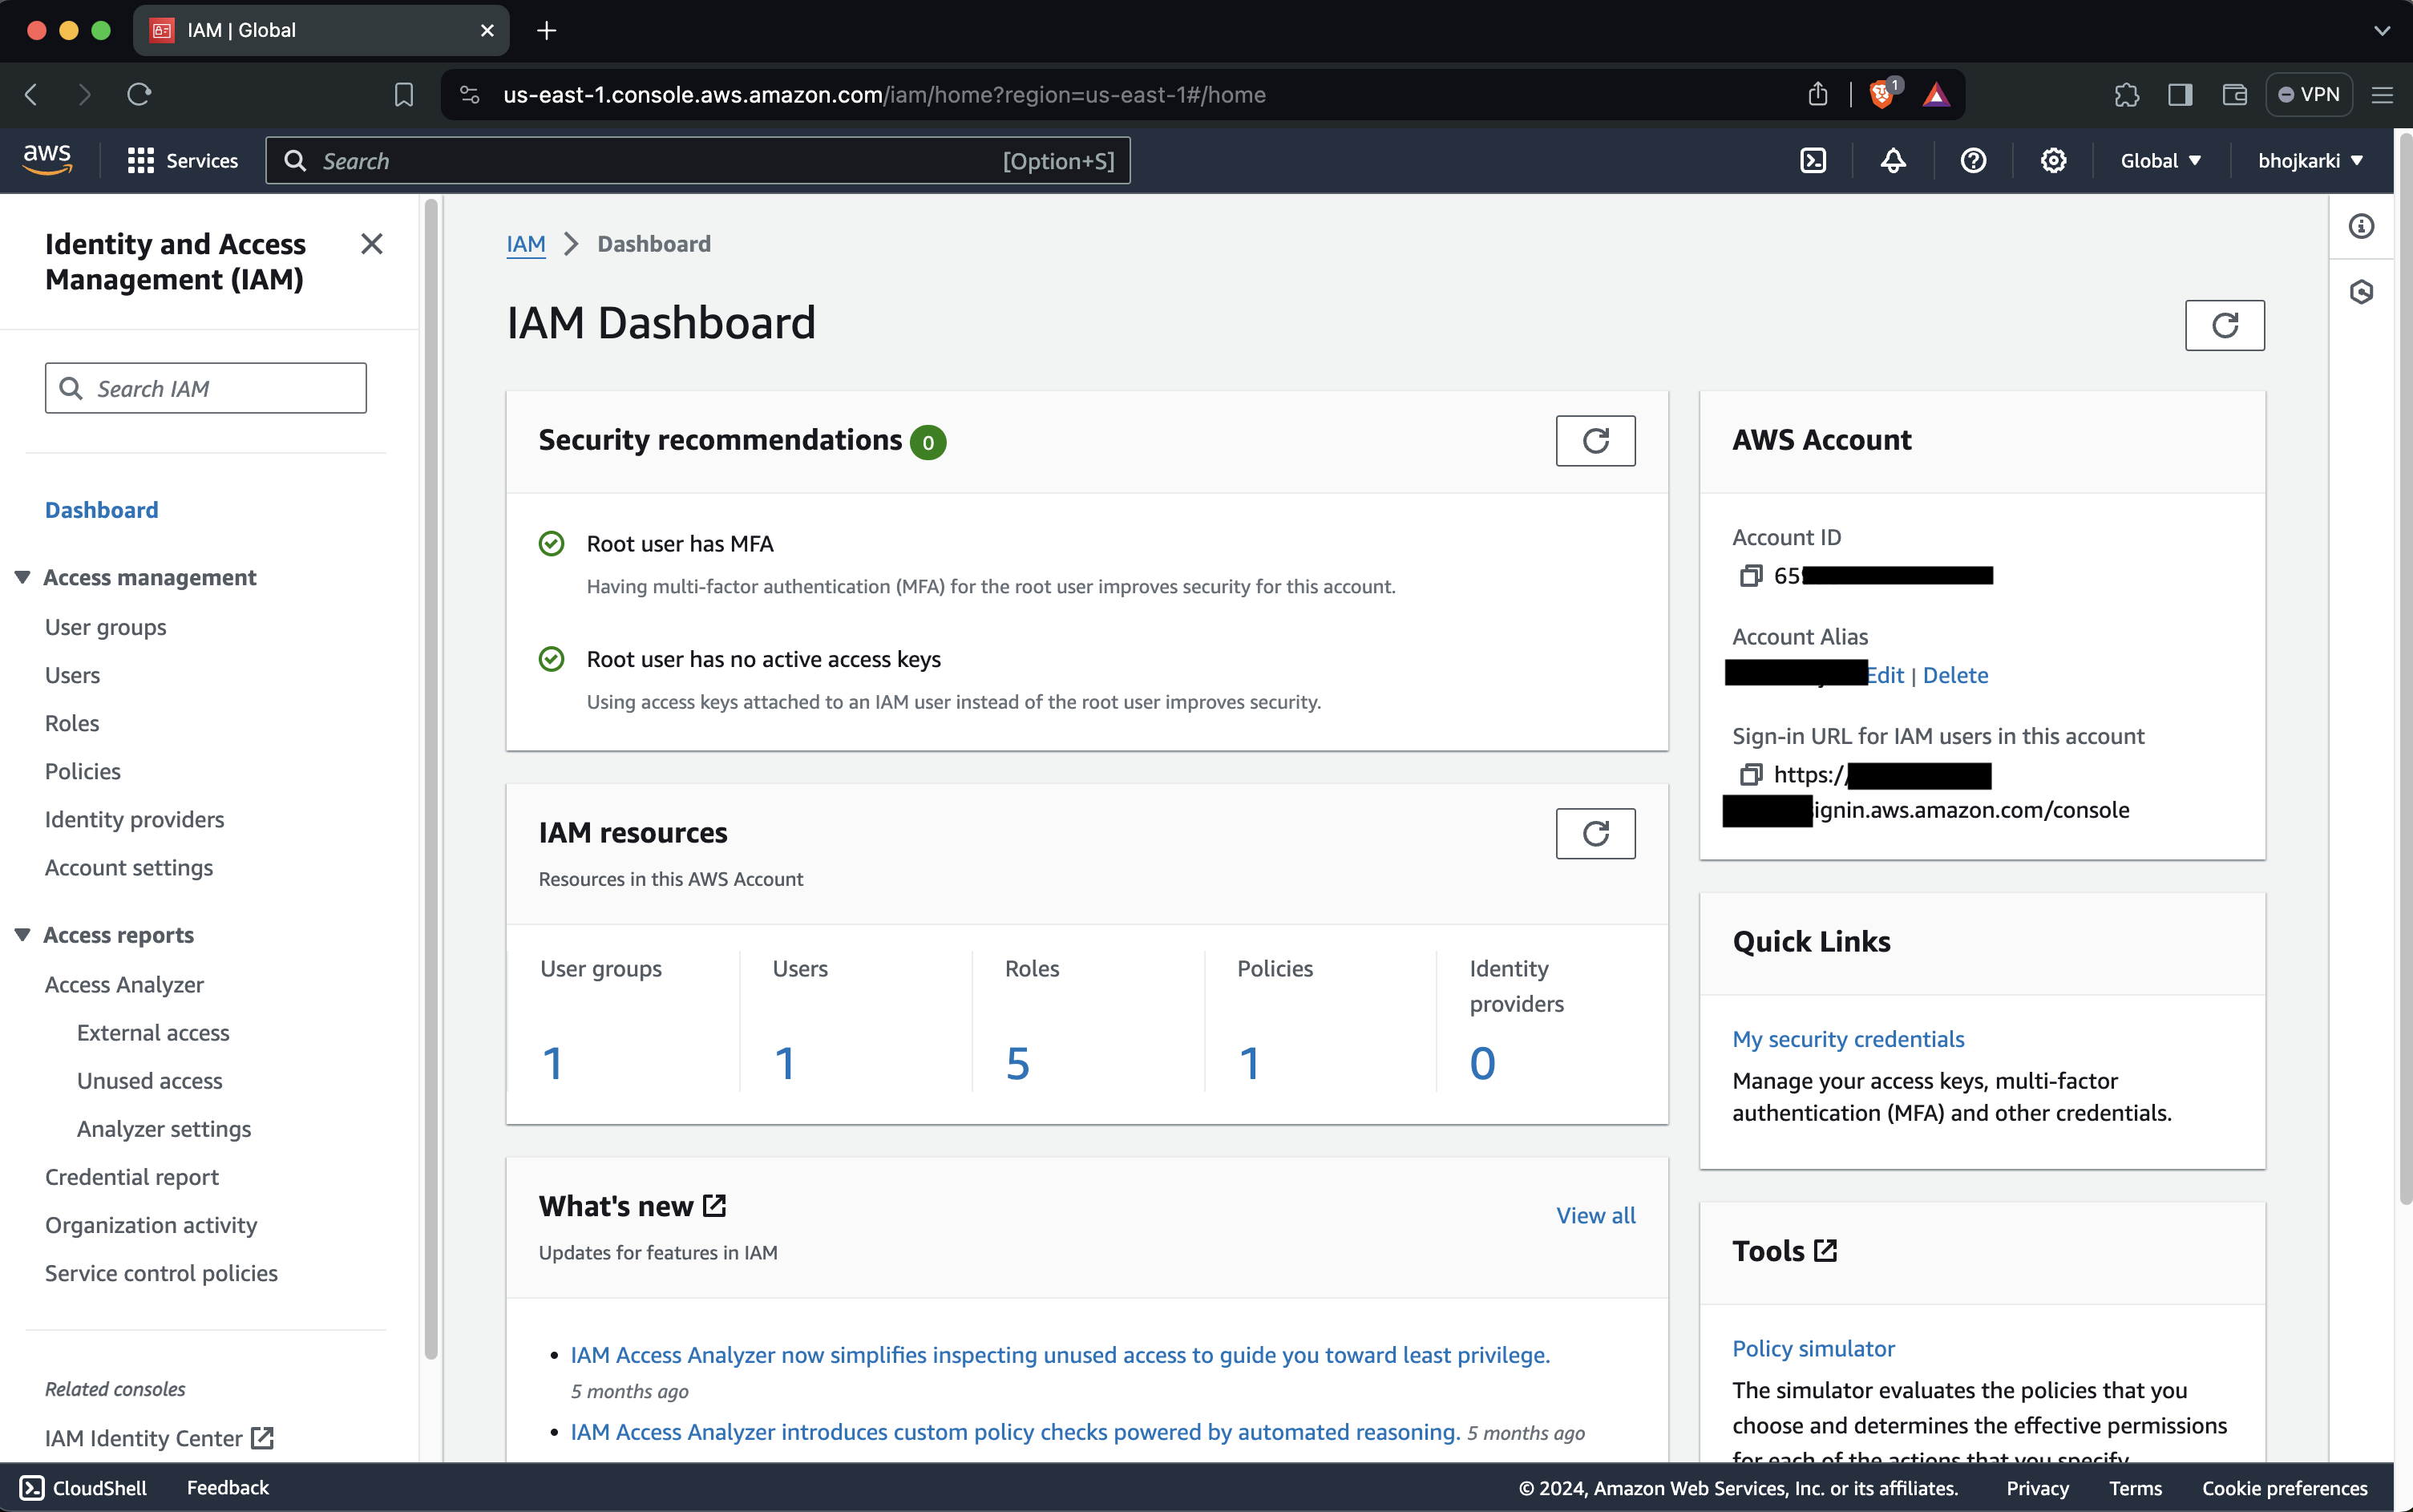 IAM | Global
us-east-1.console.aws.amazon.com/iam/home?region=us-east-1#/home
1
VPN
aws
Services
Search
[Option+S]
Global
bhojkarki
Identity and Access
Management (IAM)
Search IAM
Dashboard
Access management
User groups
Users
Roles
Policies
Identity providers
Account settings
Access reports
Access Analyzer
External access
Unused access
Analyzer settings
Credential report
Organization activity
Service control policies
Related consoles
IAM Identity Center
IAM > Dashboard
IAM Dashboard
Security recommendations 0
Root user has MFA
Having multi-factor authentication (MFA) for the root user improves security for this account.
Root user has no active access keys
Using access keys attached to an IAM user instead of the root user improves security.
IAM resources
Resources in this AWS Account
User groups
1
Users
1
Roles
5
Policies
1
Identity
providers
0
What's new
View all
Updates for features in IAM
• IAM Access Analyzer now simplifies inspecting unused access to guide you toward least privilege.
5 months ago
• IAM Access Analyzer introduces custom policy checks powered by automated reasoning. 5 months ago
AWS Account
Account ID
65
Account Alias
Edit | Delete
Sign-in URL for IAM users in this account
https://
ignin.aws.amazon.com/console
Quick Links
My security credentials
Manage your access keys, multi-factor
authentication (MFA) and other credentials.
Tools
Policy simulator
The simulator evaluates the policies that you
choose and determines the effective permissions
for each of the actions that you specify.
CloudShell
Feedback
© 2024, Amazon Web Services, Inc. or its affiliates.
Privacy
Terms
Cookie preferences